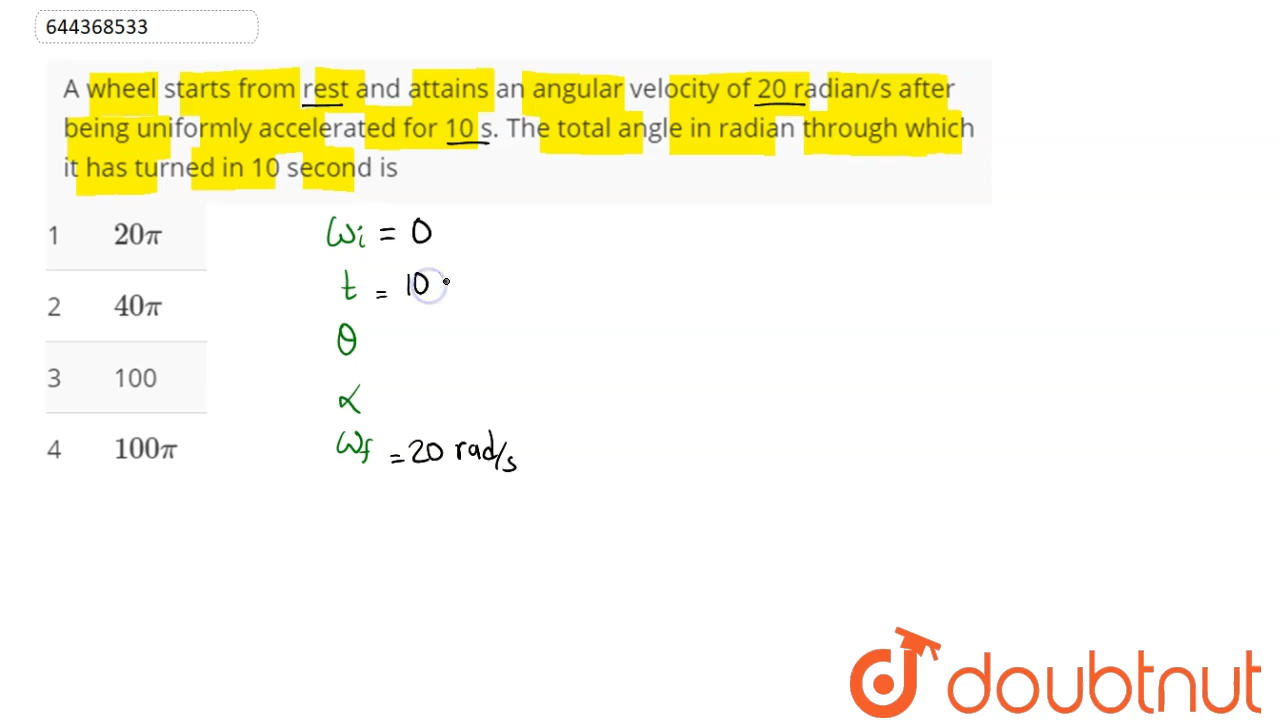 644368533
A wheel starts from rest and attains an angular velocity of 20 radian/s after
being uniformly accelerated for 10 s. The total angle in radian through which
it has turned in 10 second is
1 20π
2 40π
3 100
4 100π
ωi = 0
t = 10
θ
α
ωf = 20 rad/s
doubtnut